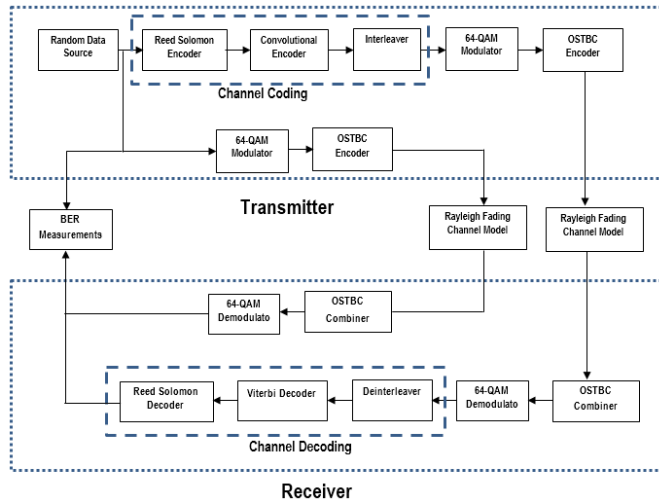 Random Data
Source
Reed Solomon
Encoder
Convolutional
Encoder
Interleaver
64-QAM
Modulator
OSTBC
Encoder
Channel Coding
64-QAM
Modulator
OSTBC
Encoder
Transmitter
BER
Measurements
Rayleigh Fading
Channel Model
Rayleigh Fading
Channel Model
64-QAM
Demodulato
OSTBC
Combiner
Reed Solomon
Decoder
Viterbi Decoder
Deinterleaver
64-QAM
Demodulato
OSTBC
Combiner
Channel Decoding
Receiver